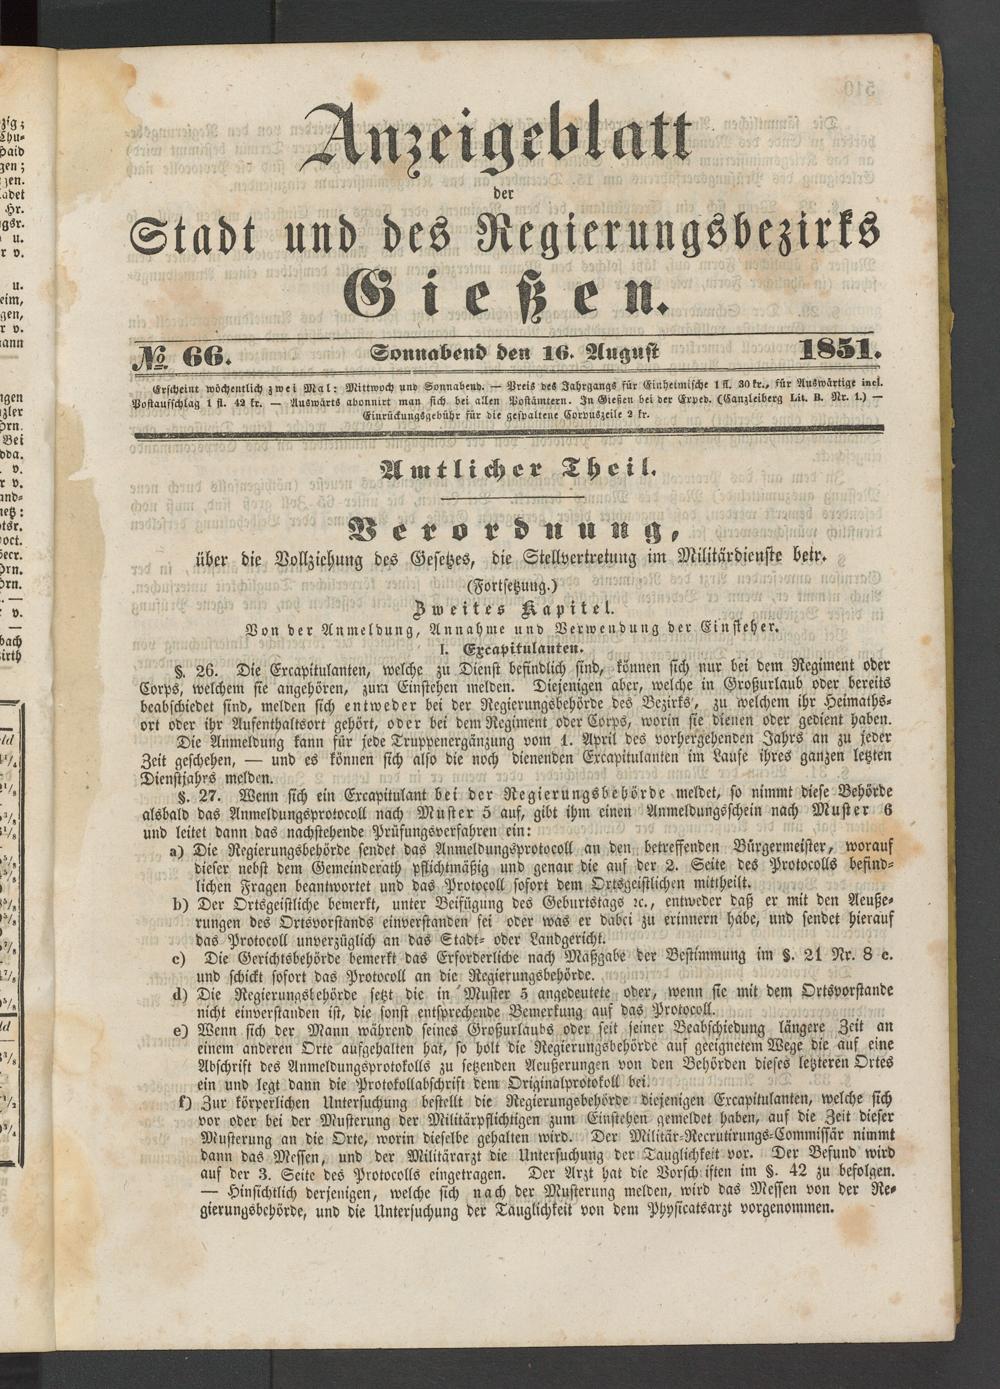 Anzeigeblatt
der
Stadt und des Regierungsbezirks
Gießen.
№ 66. Sonnabend den 16. August 1851.
Erscheint wöchentlich zwei Mal: Mittwoch und Sonnabend. — Preis des Jahrgangs für Einheimische 1 fl. 30 kr., für Auswärtige incl.
Postaufschlag 1 fl. 42 kr. — Auswärts abonnirt man sich bei allen Postämtern. In Gießen bei der Exped. (Canzleiberg Lit. B. Nr. 1.) —
Einrückungsgebühr für die gespaltene Corpuszeile 2 kr.
Amtlicher Theil.
Verordnung,
über die Vollziehung des Gesetzes, die Stellvertretung im Militärdienste betr.
(Fortsetzung.)
Zweites Kapitel.
Von der Anmeldung, Annahme und Verwendung der Einsteher.
I. Excapitulanten.
§. 26. Die Excapitulanten, welche zu Dienst befindlich sind, können sich nur bei dem Regiment oder
Corps, welchem sie angehören, zum Einstehen melden. Diejenigen aber, welche in Großurlaub oder bereits
beabschiedet sind, melden sich entweder bei der Regierungsbehörde des Bezirks, zu welchem ihr Heimaths-
ort oder ihr Aufenthaltsort gehört, oder bei dem Regiment oder Corps, worin sie dienen oder gedient haben.
Die Anmeldung kann für jede Truppenergänzung vom 1. April des vorhergehenden Jahrs an zu jeder
Zeit geschehen, — und es können sich also die noch dienenden Excapitulanten im Laufe ihres ganzen letzten
Dienstjahrs melden.
§. 27. Wenn sich ein Excapitulant bei der Regierungsbehörde meldet, so nimmt diese Behörde
alsbald das Anmeldungsprotocoll nach Muster 5 auf, gibt ihm einen Anmeldungsschein nach Muster 6
und leitet dann das nachstehende Prüfungsverfahren ein:
a) Die Regierungsbehörde sendet das Anmeldungsprotocoll an den betreffenden Bürgermeister, worauf
dieser nebst dem Gemeinderath pflichtmäßig und genau die auf der 2. Seite des Protocolls befind-
lichen Fragen beantwortet und das Protocoll sofort dem Ortsgeistlichen mittheilt.
b) Der Ortsgeistliche bemerkt, unter Beifügung des Geburtstags ꝛc., entweder daß er mit den Aeuße-
rungen des Ortsvorstands einverstanden sei oder was er dabei zu erinnern habe, und sendet hierauf
das Protocoll unverzüglich an das Stadt- oder Landgericht.
c) Die Gerichtsbehörde bemerkt das Erforderliche nach Maßgabe der Bestimmung im §. 21 Nr. 8 c.
und schickt sofort das Protocoll an die Regierungsbehörde.
d) Die Regierungsbehörde setzt die in Muster 5 angedeutete oder, wenn sie mit dem Ortsvorstande
nicht einverstanden ist, die sonst entsprechende Bemerkung auf das Protocoll.
e) Wenn sich der Mann während seines Großurlaubs oder seit seiner Beabschiedung längere Zeit an
einem anderen Orte aufgehalten hat, so holt die Regierungsbehörde auf geeignetem Wege die auf eine
Abschrift des Anmeldungsprotokolls zu setzenden Aeußerungen von den Behörden dieses letzteren Ortes
ein und legt dann die Protokollabschrift dem Originalprotokoll bei.
f) Zur körperlichen Untersuchung bestellt die Regierungsbehörde diejenigen Excapitulanten, welche sich
vor oder bei der Musterung der Militärpflichtigen zum Einstehen gemeldet haben, auf die Zeit dieser
Musterung an die Orte, worin dieselbe gehalten wird. Der Militär-Recrutirungs-Commissär nimmt
dann das Messen, und der Militärarzt die Untersuchung der Tauglichkeit vor. Der Befund wird
auf der 3. Seite des Protocolls eingetragen. Der Arzt hat die Vorsch iften im §. 42 zu befolgen.
— Hinsichtlich derjenigen, welche sich nach der Musterung melden, wird das Messen von der Re-
gierungsbehörde, und die Untersuchung der Tauglichkeit von dem Physicatsarzt vorgenommen.